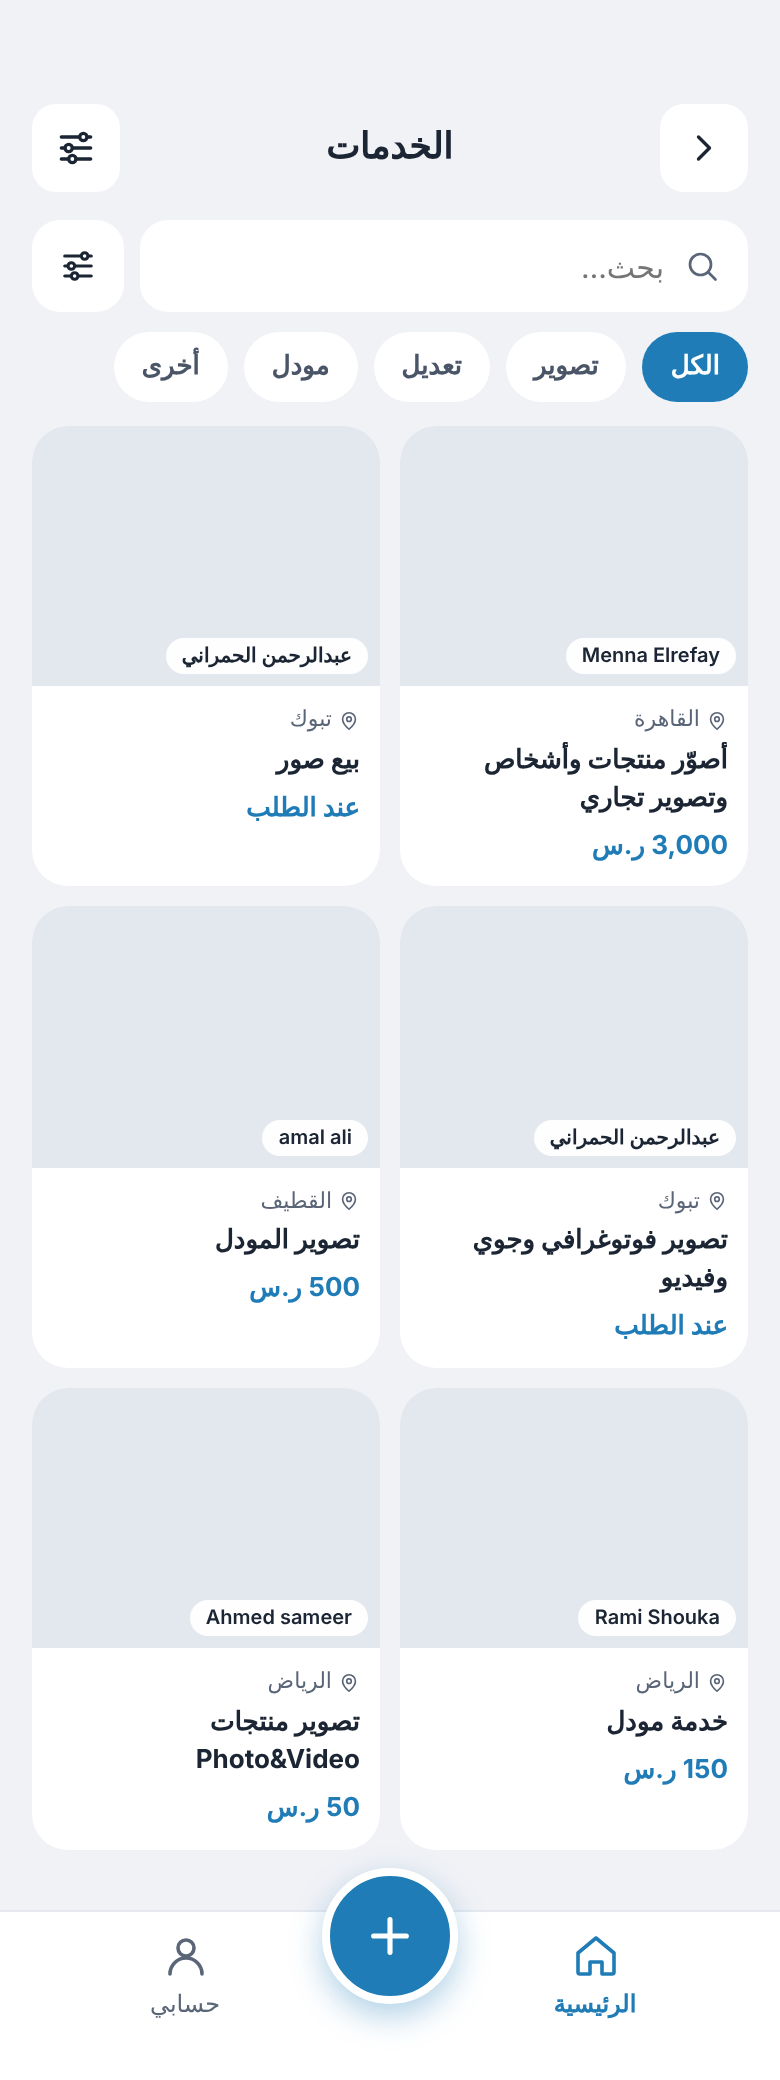 الخدمات
بحث...
الكل
تصوير
تعديل
مودل
أخرى
Menna Elrefay
القاهرة
أصوّر منتجات وأشخاص
وتصوير تجاري
3,000 ر.س
عبدالرحمن الحمراني
تبوك
بيع صور
عند الطلب
عبدالرحمن الحمراني
تبوك
تصوير فوتوغرافي وجوي
وفيديو
عند الطلب
amal ali
القطيف
تصوير المودل
500 ر.س
Rami Shouka
الرياض
خدمة مودل
150 ر.س
Ahmed sameer
الرياض
تصوير منتجات
Photo&Video
50 ر.س
الرئيسية
حسابي